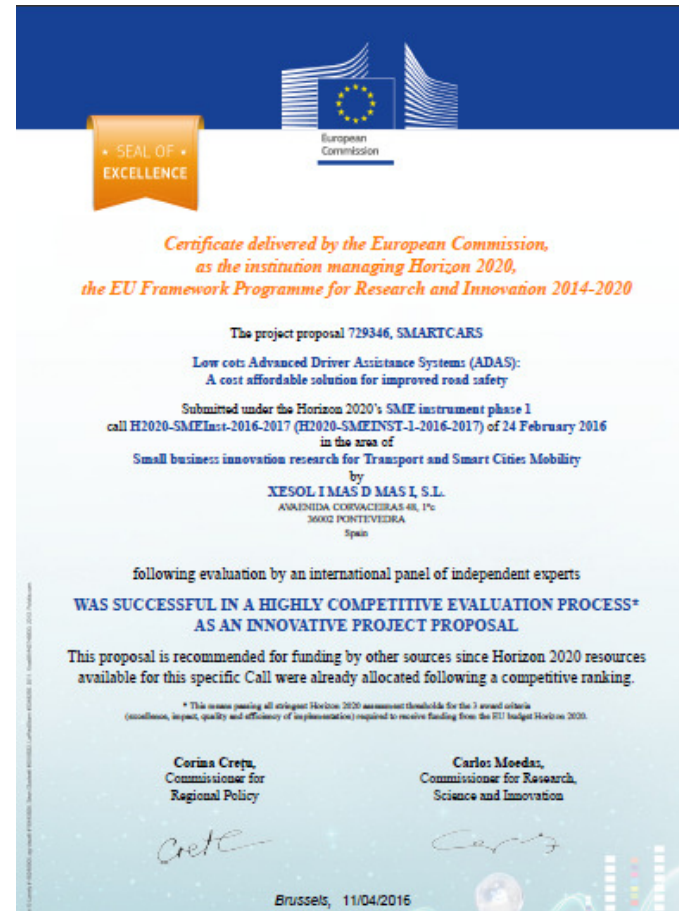 European
Commission
• SEAL OF •
EXCELLENCE
Certificate delivered by the European Commission,
as the institution managing Horizon 2020,
the EU Framework Programme for Research and Innovation 2014-2020
The project proposal 729346, SMARTCARS
Low cots Advanced Driver Assistance Systems (ADAS):
A cost affordable solution for improved road safety
Submitted under the Horizon 2020's SME instrument phase 1
call H2020-SMEInst-2016-2017 (H2020-SMEINST-1-2016-2017) of 24 February 2016
in the area of
Small business innovation research for Transport and Smart Cities Mobility
by
XESOL I MAS D MAS I, S.L.
AVAENIDA CORVACEIRAS 48, 1ºc
36002 PONTEVEDRA
Spain
following evaluation by an international panel of independent experts
WAS SUCCESSFUL IN A HIGHLY COMPETITIVE EVALUATION PROCESS*
AS AN INNOVATIVE PROJECT PROPOSAL
This proposal is recommended for funding by other sources since Horizon 2020 resources
available for this specific Call were already allocated following a competitive ranking.
* This means passing all stringent Horizon 2020 assessment thresholds for the 3 award criteria
(excellence, impact, quality and efficiency of implementation) required to receive funding from the EU budget Horizon 2020.
Corina Crețu,
Commissioner for
Regional Policy
Carlos Moedas,
Commissioner for Research,
Science and Innovation
Brussels, 11/04/2016